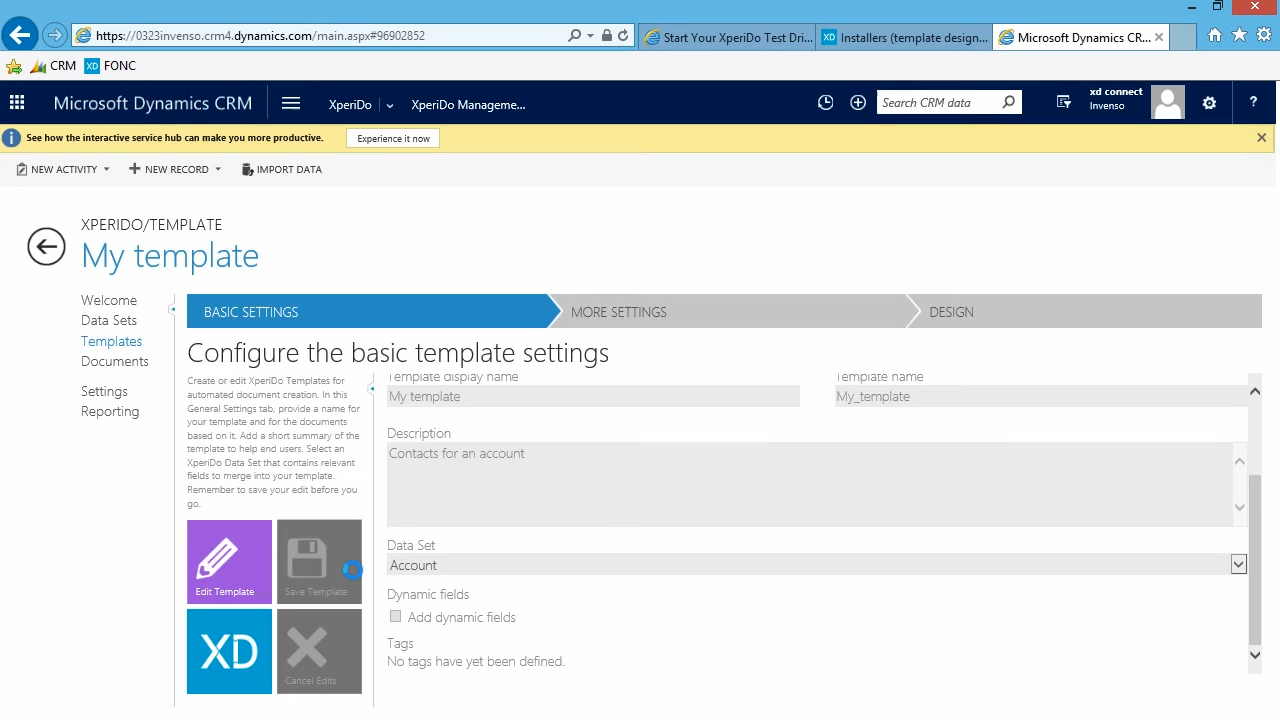 https://0323invenso.crm4.dynamics.com/main.aspx#96902852
Start Your XperiDo Test Dri...
Installers (template design...
Microsoft Dynamics CR...
CRM
FONC
Microsoft Dynamics CRM
XperiDo
XperiDo Manageme...
Search CRM data
xd connect
Invenso
?
See how the interactive service hub can make you more productive.
Experience it now
NEW ACTIVITY
NEW RECORD
IMPORT DATA
XPERIDO/TEMPLATE
My template
Welcome
Data Sets
Templates
Documents
Settings
Reporting
BASIC SETTINGS
MORE SETTINGS
DESIGN
Configure the basic template settings
Create or edit XperiDo Templates for
automated document creation. In this
General Settings tab, provide a name for
your template and for the documents
based on it. Add a short summary of the
template to help end users. Select an
XperiDo Data Set that contains relevant
fields to merge into your template.
Remember to save your edit before you
go.
Edit Template
Save Template
XD
Cancel Edits
Template display name
My template
Template name
My_template
Description
Contacts for an account
Data Set
Account
Dynamic fields
Add dynamic fields
Tags
No tags have yet been defined.